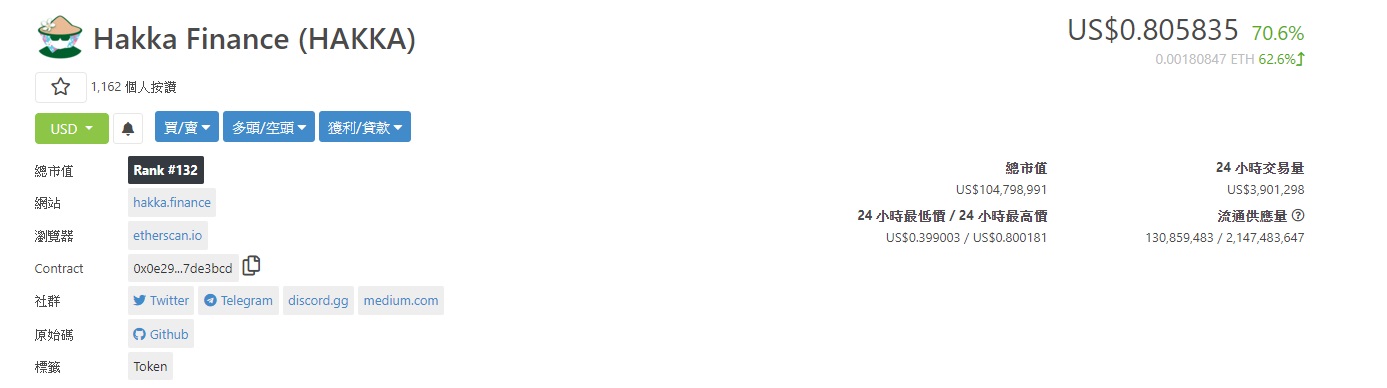 Hakka Finance (HAKKA)
US$0.805835 70.6%
0.00180847 ETH 62.6%
1,162 個人按讚
USD 買/賣 多頭/空頭 獲利/貸款
總市值 Rank #132
網站 hakka.finance
瀏覽器 etherscan.io
Contract 0x0e29...7de3bcd
社群 Twitter Telegram discord.gg medium.com
原始碼 Github
標籤 Token
總市值 24 小時交易量
US$104,798,991 US$3,901,298
24 小時最低價 / 24 小時最高價 流通供應量
US$0.399003 / US$0.800181 130,859,483 / 2,147,483,647